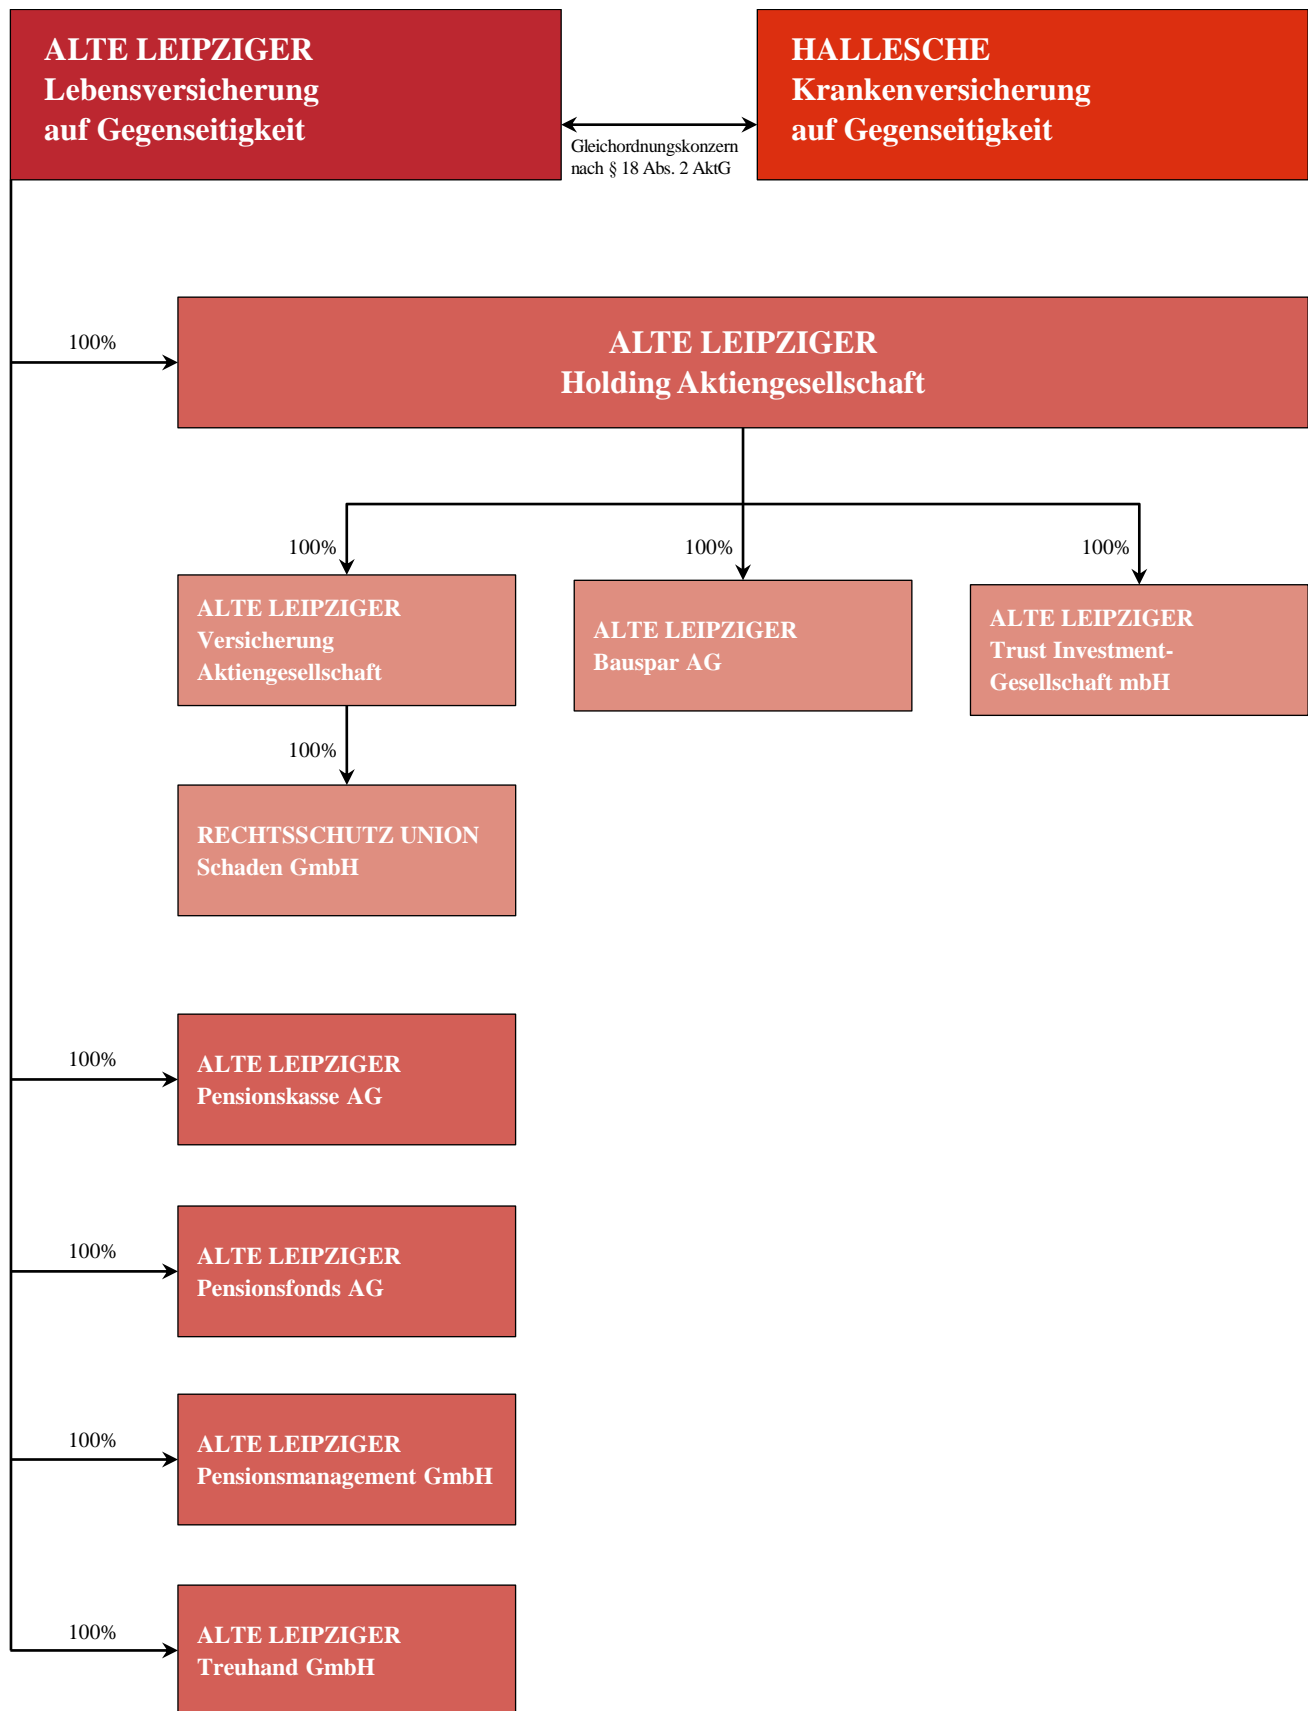 ALTE LEIPZIGER
Lebensversicherung
auf Gegenseitigkeit
HALLESCHE
Krankenversicherung
auf Gegenseitigkeit
Gleichordnungskonzern
nach § 18 Abs. 2 AktG
100%
ALTE LEIPZIGER
Holding Aktiengesellschaft
100%
100%
100%
ALTE LEIPZIGER
Versicherung
Aktiengesellschaft
ALTE LEIPZIGER
Bauspar AG
ALTE LEIPZIGER
Trust Investment-
Gesellschaft mbH
100%
RECHTSSCHUTZ UNION
Schaden GmbH
100%
ALTE LEIPZIGER
Pensionskasse AG
100%
ALTE LEIPZIGER
Pensionsfonds AG
100%
ALTE LEIPZIGER
Pensionsmanagement GmbH
100%
ALTE LEIPZIGER
Treuhand GmbH